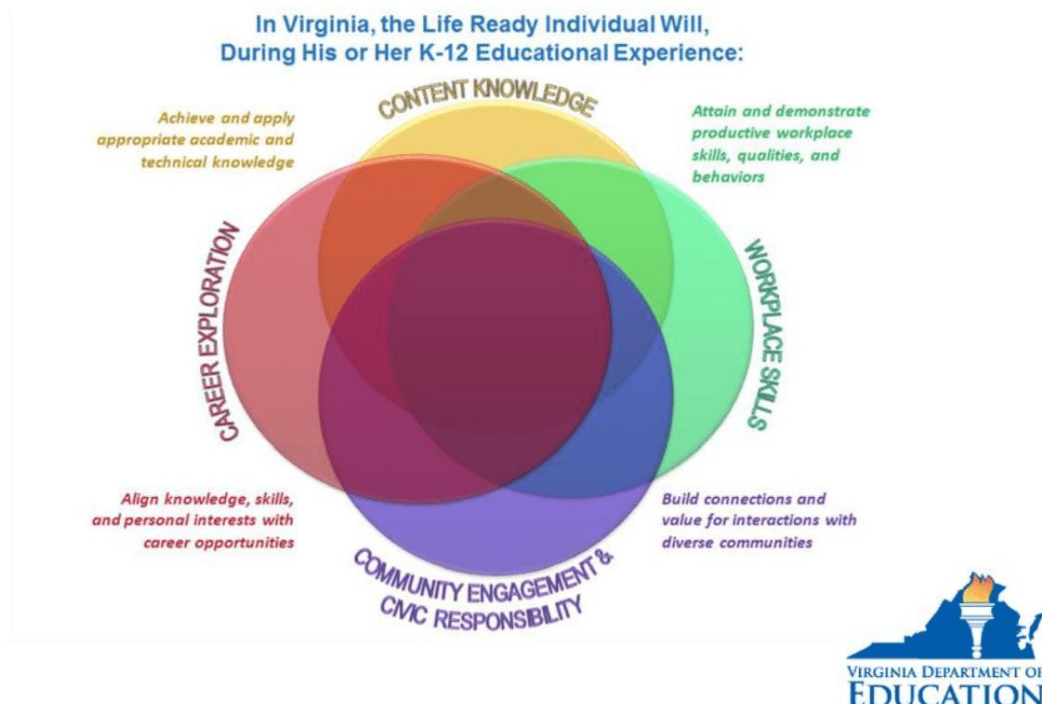 In Virginia, the Life Ready Individual Will,
During His or Her K-12 Educational Experience:
CONTENT KNOWLEDGE
Achieve and apply
appropriate academic and
technical knowledge
Attain and demonstrate
productive workplace
skills, qualities, and
behaviors
CAREER EXPLORATION
WORKPLACE SKILLS
Align knowledge, skills,
and personal interests with
career opportunities
Build connections and
value for interactions with
diverse communities
COMMUNITY ENGAGEMENT &
CIVIC RESPONSIBILITY
VIRGINIA DEPARTMENT OF
EDUCATION